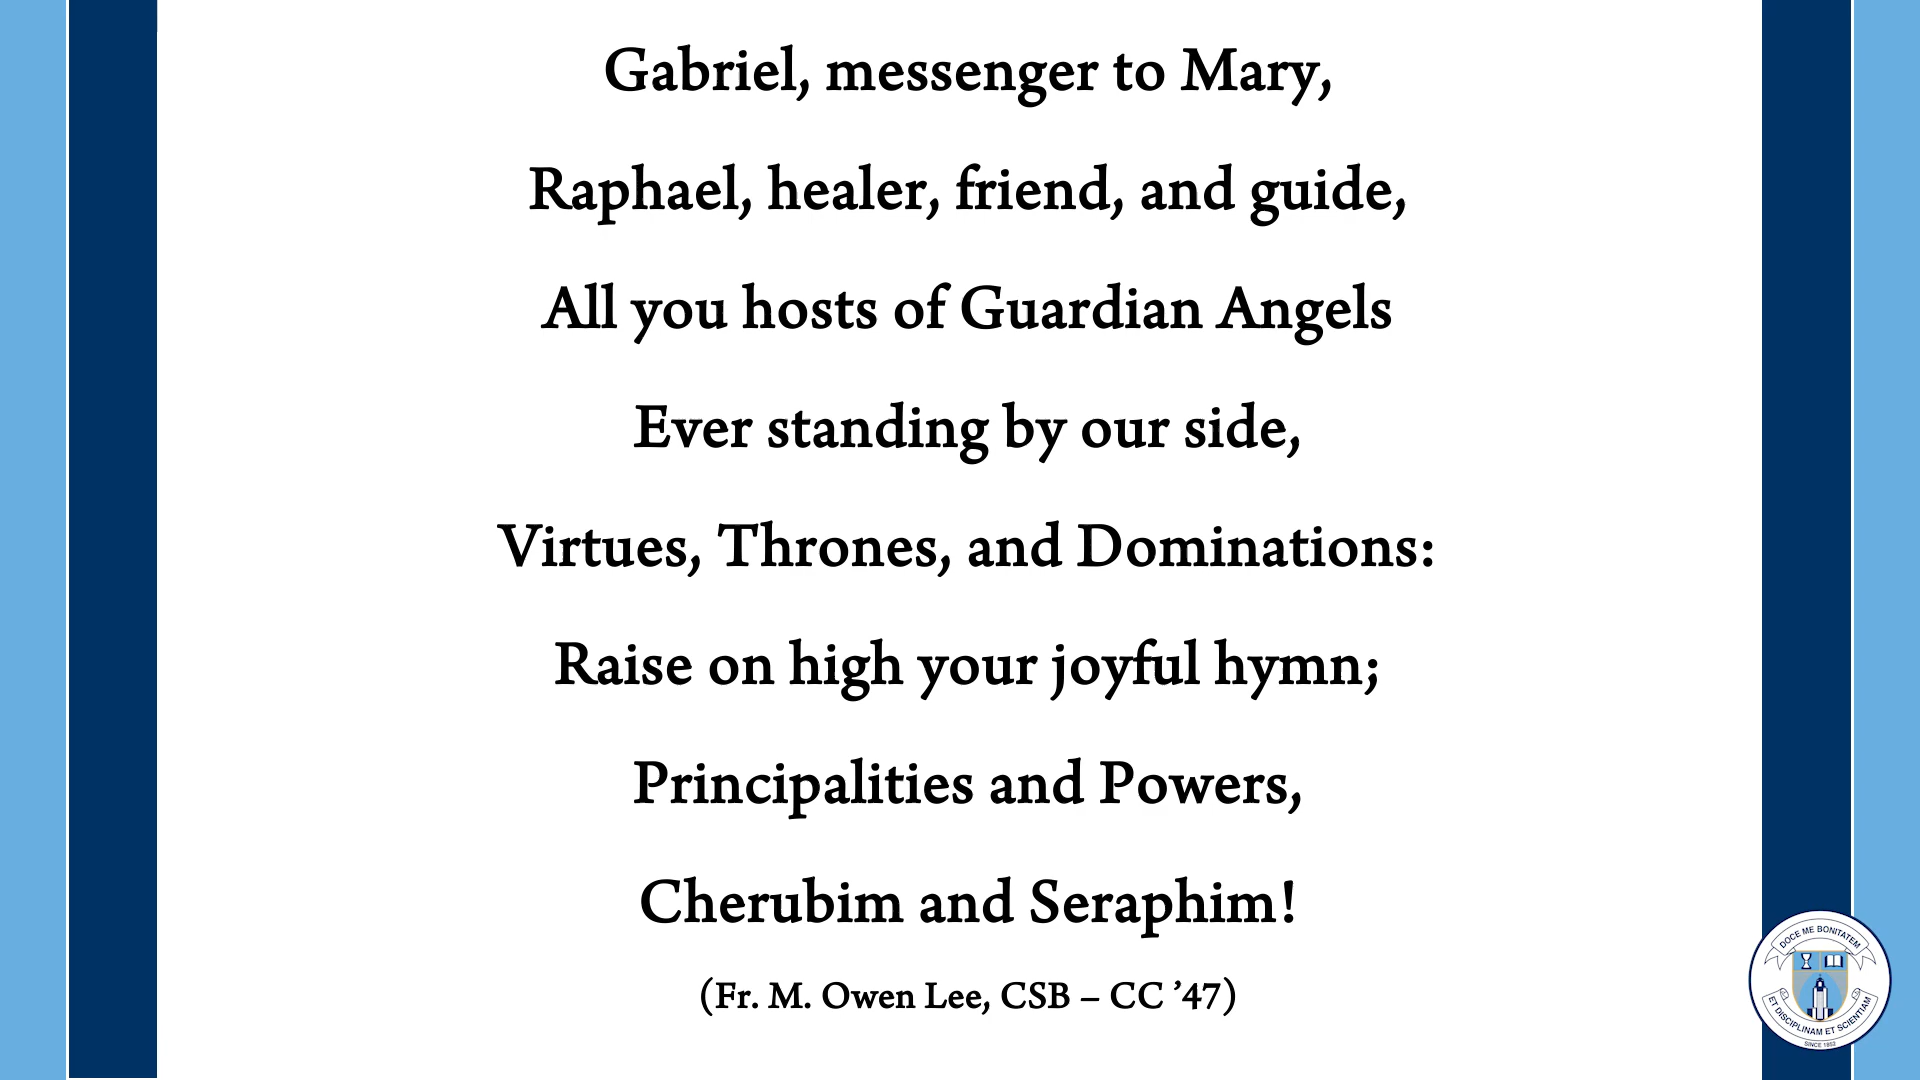 Gabriel, messenger to Mary,
Raphael, healer, friend, and guide,
All you hosts of Guardian Angels
Ever standing by our side,
Virtues, Thrones, and Dominations:
Raise on high your joyful hymn;
Principalities and Powers,
Cherubim and Seraphim!
(Fr. M. Owen Lee, CSB – CC ’47)
DOCE ME BONITATEM
ET DISCIPLINAM ET SCIENTIAM
SINCE 1852